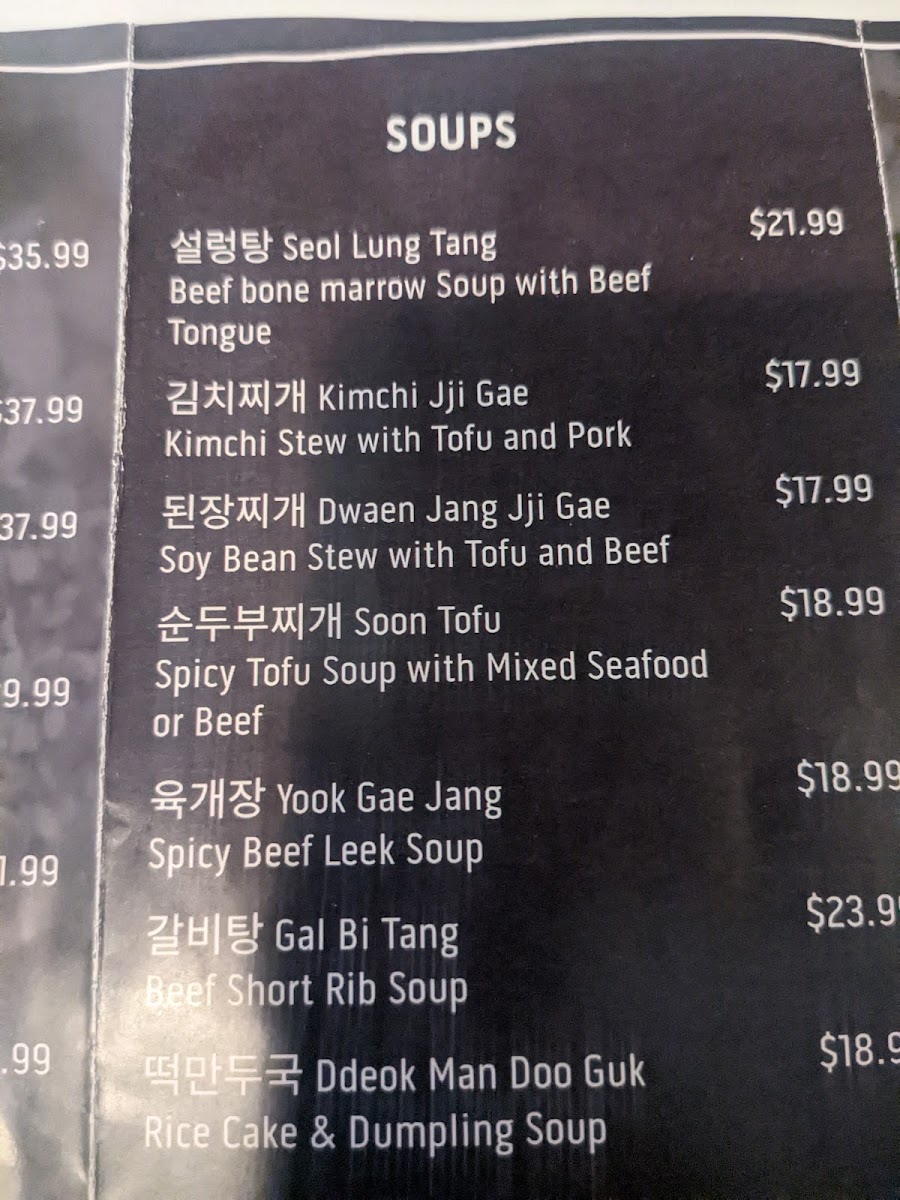 SOUPS
설렁탕 Seol Lung Tang $21.99
Beef bone marrow Soup with Beef
Tongue
김치찌개 Kimchi Jji Gae $17.99
Kimchi Stew with Tofu and Pork
된장찌개 Dwaen Jang Jji Gae $17.99
Soy Bean Stew with Tofu and Beef
순두부찌개 Soon Tofu $18.99
Spicy Tofu Soup with Mixed Seafood
or Beef
육개장 Yook Gae Jang $18.99
Spicy Beef Leek Soup
갈비탕 Gal Bi Tang $23.9
Beef Short Rib Soup
떡만두국 Ddeok Man Doo Guk $18.9
Rice Cake & Dumpling Soup
$35.99
$37.99
37.99
9.99
1.99
.99